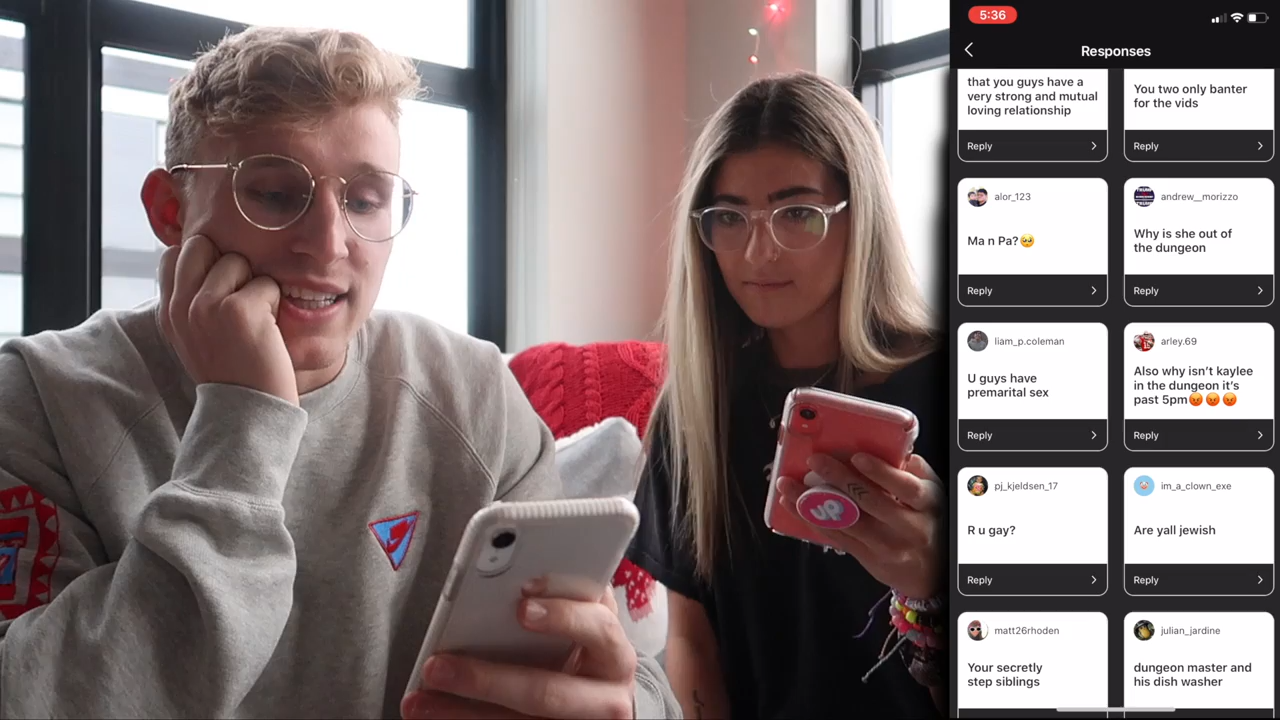 5:36
Responses
that you guys have a
very strong and mutual
loving relationship
Reply
You two only banter
for the vids
Reply
alor_123
Ma n Pa?🥺
Reply
andrew__morizzo
Why is she out of
the dungeon
Reply
liam_p.coleman
U guys have
premarital sex
Reply
arley.69
Also why isn't kaylee
in the dungeon it's
past 5pm😡😡😡
Reply
pj_kjeldsen_17
R u gay?
Reply
im_a_clown_exe
Are yall jewish
Reply
matt26rhoden
Your secretly
step siblings
julian_jardine
dungeon master and
his dish washer
up